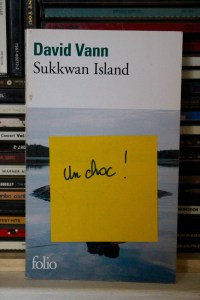 David Vann
Sukkwan Island
un choc !
folio